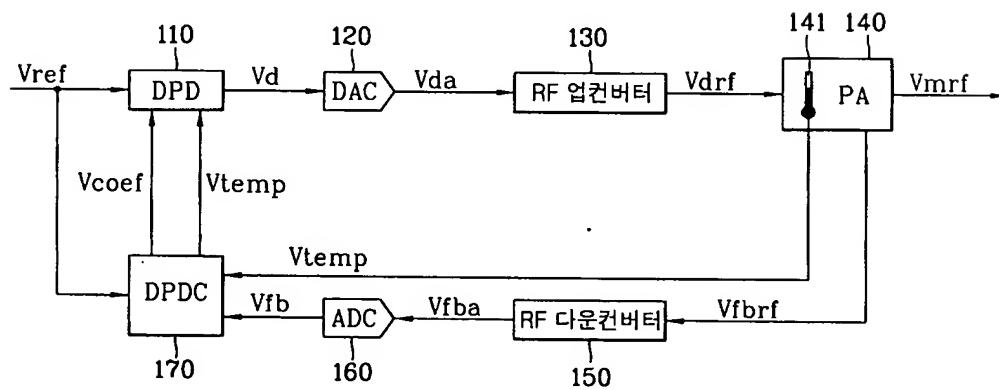 110
120
130
141
140
Vref
DPD
Vd
DAC
Vda
RF 업컨버터
Vdrf
PA
Vmrf
Vcoef
Vtemp
Vtemp
DPDC
Vfb
ADC
Vfba
RF 다운컨버터
Vfbrf
170
160
150